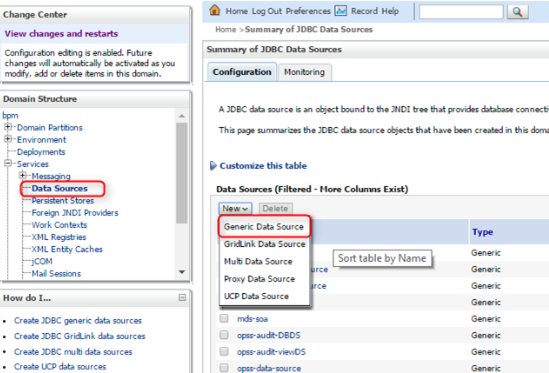 Change Center
View changes and restarts
Configuration editing is enabled. Future
changes will automatically be activated as you
modify, add or delete items in this domain.
Domain Structure
bpm
Domain Partitions
Environment
Deployments
Services
Messaging
Data Sources
Persistent Stores
Foreign JNDI Providers
Work Contexts
XML Registries
XML Entity Caches
jCOM
Mail Sessions
How do I...
Create JDBC generic data sources
Create JDBC GridLink data sources
Create JDBC multi data sources
Create UCP data sources
Home Log Out Preferences Record Help
Home >Summary of JDBC Data Sources
Summary of JDBC Data Sources
Configuration Monitoring
A JDBC data source is an object bound to the JNDI tree that provides database connecti
This page summarizes the JDBC data source objects that have been created in this doma
Customize this table
Data Sources (Filtered - More Columns Exist)
New Delete
Generic Data Source
GridLink Data Source
Multi Data Source
Proxy Data Source
UCP Data Source
Sort table by Name
Type
Generic
urce Generic
urce Generic
Generic
mds-soa Generic
opss-audit-DBDS Generic
opss-audit-viewDS Generic
opss-data-source Generic